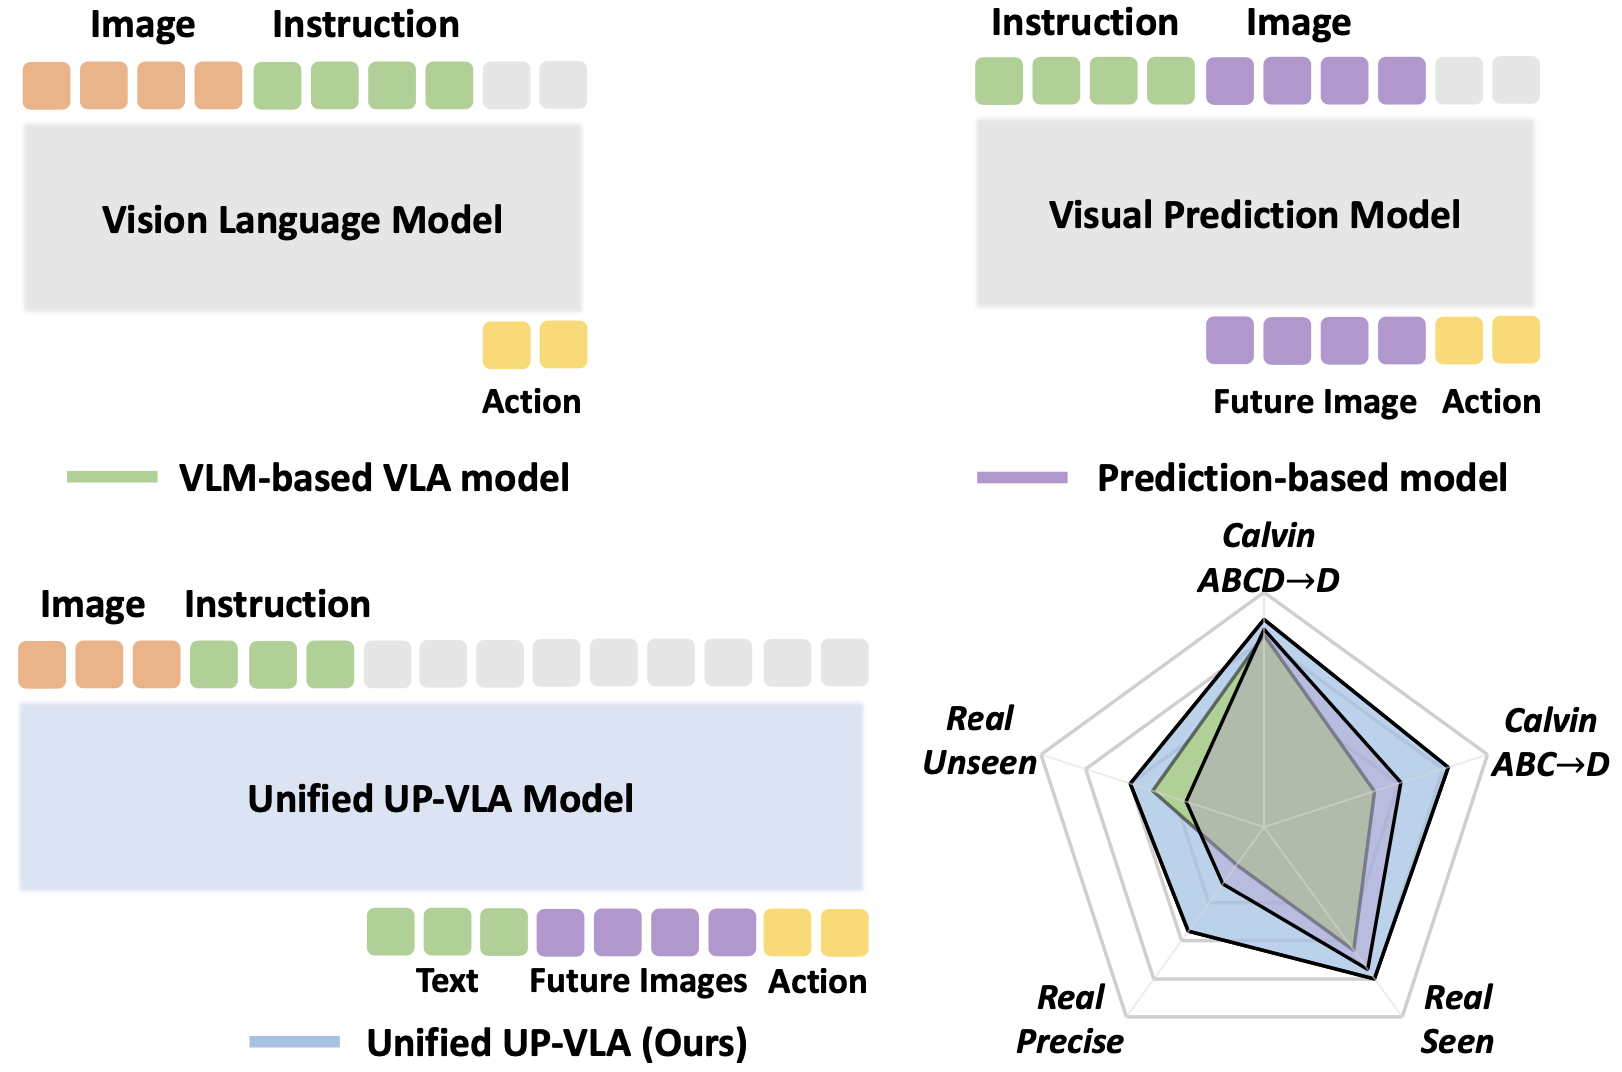 Image Instruction
Vision Language Model
Action
VLM-based VLA model
Instruction Image
Visual Prediction Model
Future Image Action
Prediction-based model
Image Instruction
Unified UP-VLA Model
Text Future Images Action
Unified UP-VLA (Ours)
Calvin
ABCD→D
Real
Unseen
Calvin
ABC→D
Real
Precise
Real
Seen